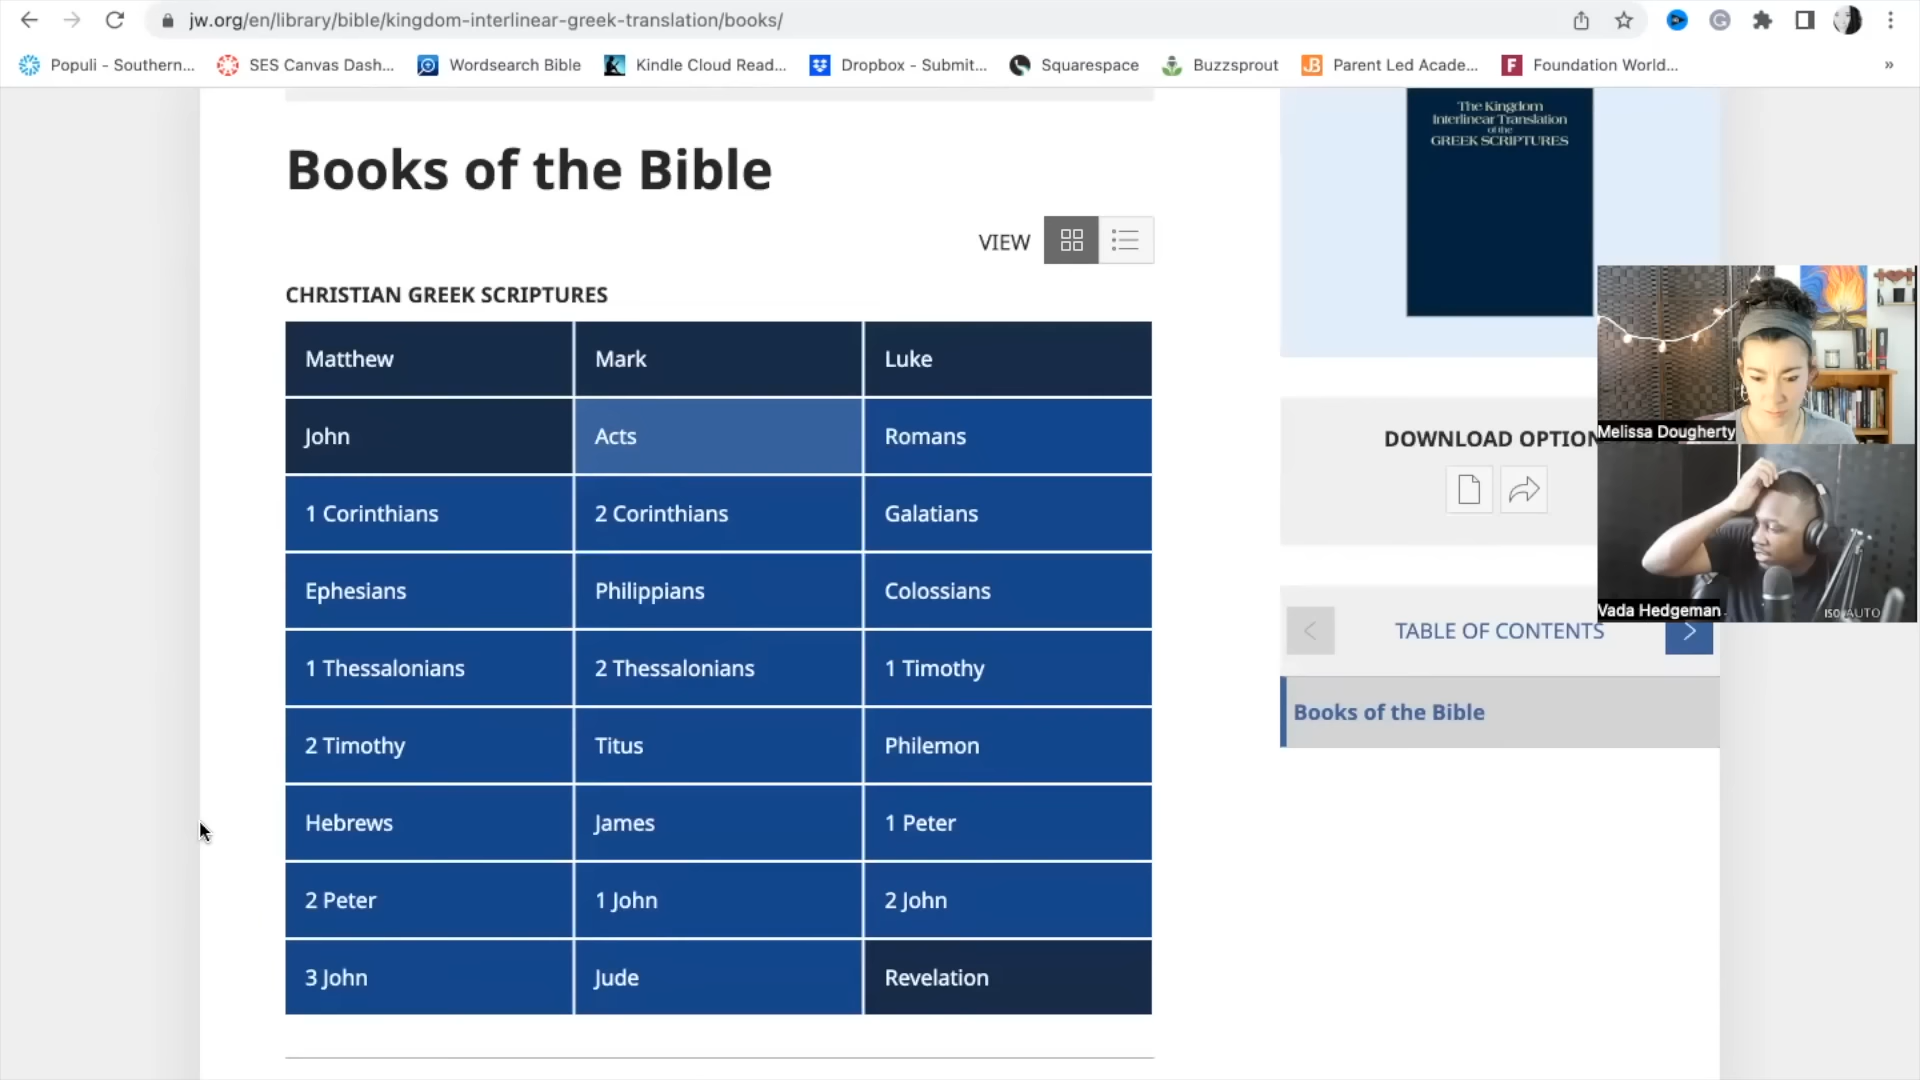 jw.org/en/library/bible/kingdom-interlinear-greek-translation/books/
Populi - Southern... SES Canvas Dash... Wordsearch Bible Kindle Cloud Read... Dropbox - Submit... Squarespace Buzzsprout Parent Led Acade... Foundation World... »
The Kingdom
Interlinear Translation
of the
GREEK SCRIPTURES
Books of the Bible
VIEW
CHRISTIAN GREEK SCRIPTURES
Matthew Mark Luke
John Acts Romans
1 Corinthians 2 Corinthians Galatians
Ephesians Philippians Colossians
1 Thessalonians 2 Thessalonians 1 Timothy
2 Timothy Titus Philemon
Hebrews James 1 Peter
2 Peter 1 John 2 John
3 John Jude Revelation
DOWNLOAD OPTION
TABLE OF CONTENTS
Books of the Bible
Melissa Dougherty
Vada Hedgeman
ISO AUTO